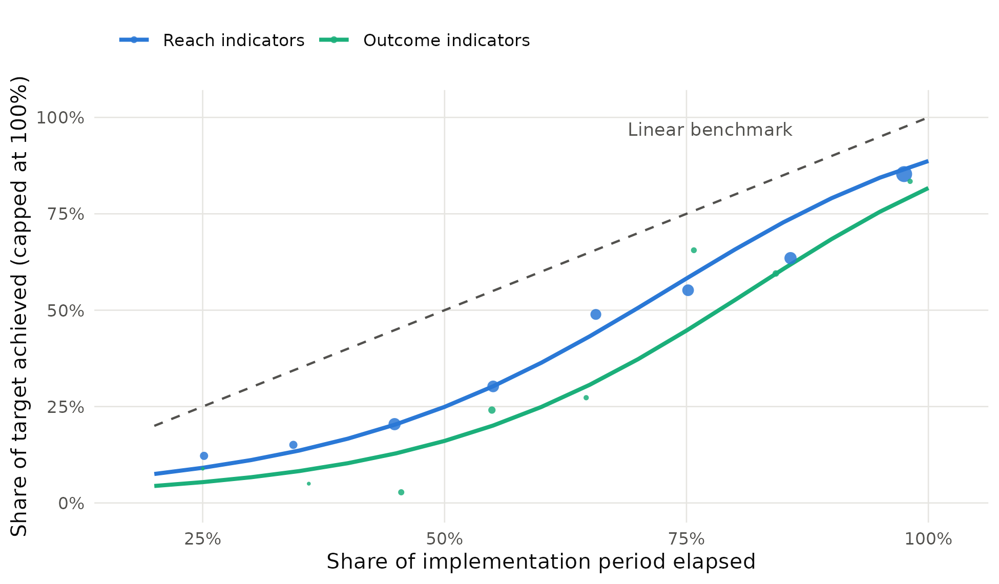 Reach indicators
Outcome indicators
Share of target achieved (capped at 100%)
100%
75%
50%
25%
0%
Linear benchmark
25%
50%
75%
100%
Share of implementation period elapsed